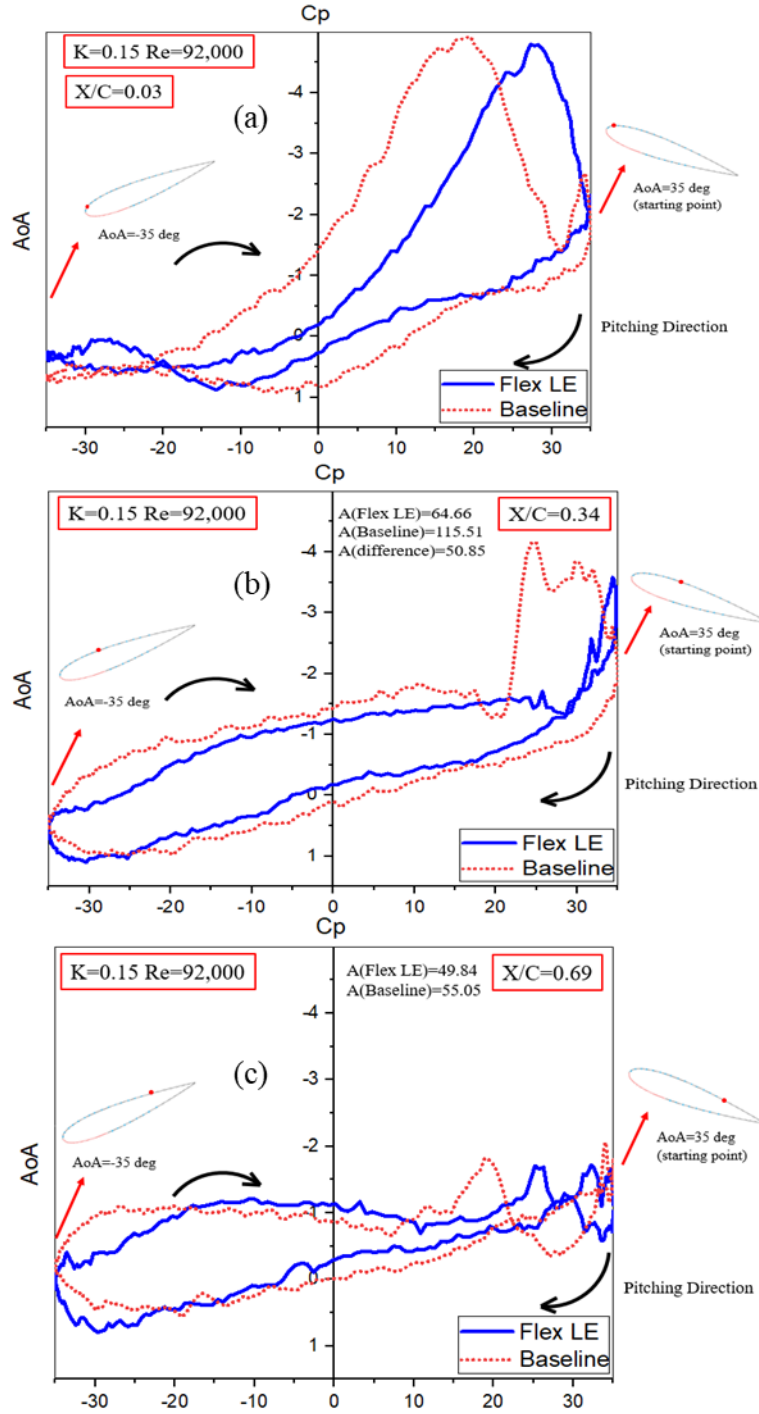 Cp
K=0.15 Re=92,000
X/C=0.03
(a)
-4
-3
-2
-1
0
1
AoA
AoA=-35 deg
AoA=35 deg
(starting point)
Pitching Direction
Flex LE
Baseline
-30 -20 -10 0 10 20 30
Cp
K=0.15 Re=92,000
A(Flex LE)=64.66
A(Baseline)=115.51
A(difference)=50.85
X/C=0.34
(b)
-4
-3
-2
-1
0
1
AoA
AoA=-35 deg
AoA=35 deg
(starting point)
Pitching Direction
Flex LE
Baseline
-30 -20 -10 0 10 20 30
Cp
K=0.15 Re=92,000
A(Flex LE)=49.84
A(Baseline)=55.05
X/C=0.69
(c)
-4
-3
-2
-1
0
1
AoA
AoA=-35 deg
AoA=35 deg
(starting point)
Pitching Direction
Flex LE
Baseline
-30 -20 -10 0 10 20 30